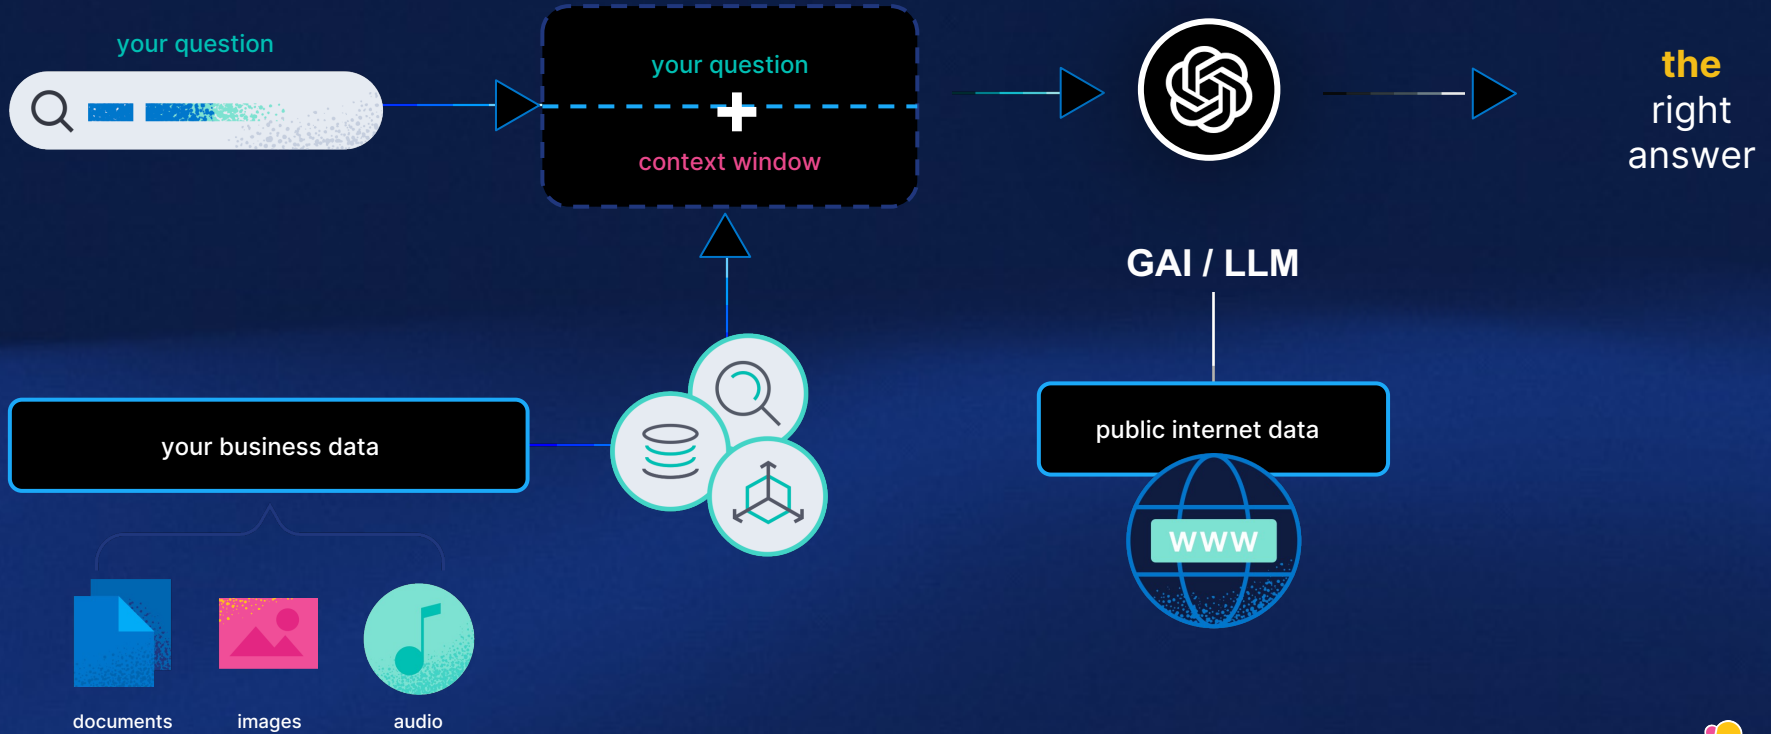 your question
your question
context window
the
right
answer
GAI / LLM
your business data
public internet data
www
documents
images
audio